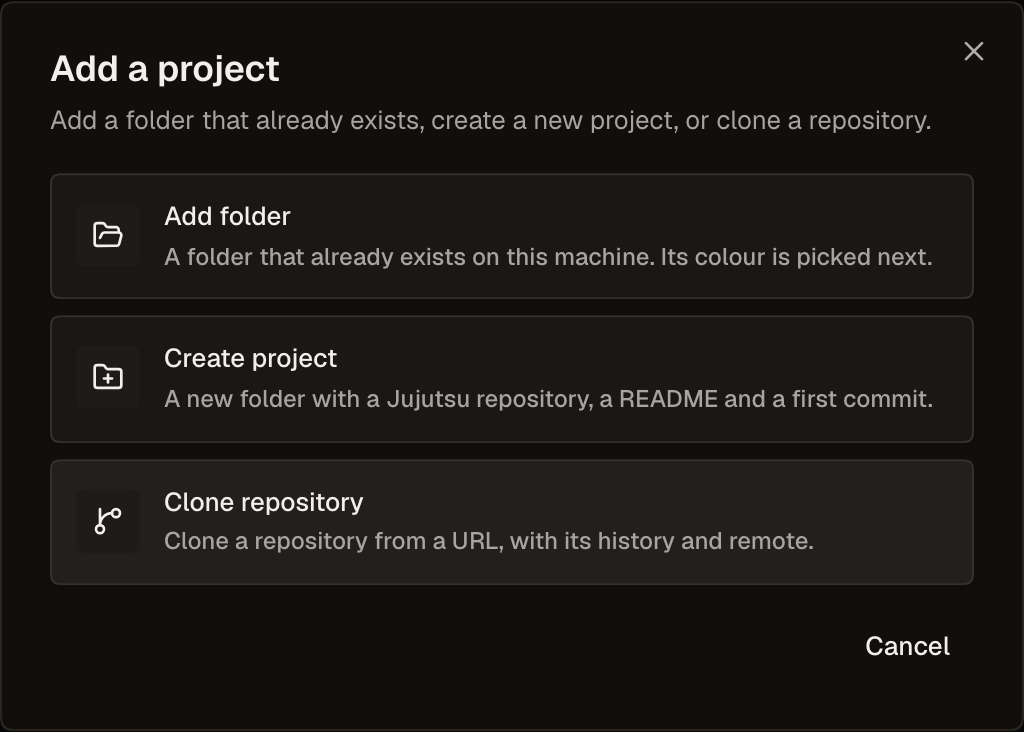 Add a project
Add a folder that already exists, create a new project, or clone a repository.
Add folder
A folder that already exists on this machine. Its colour is picked next.
Create project
A new folder with a Jujutsu repository, a README and a first commit.
Clone repository
Clone a repository from a URL, with its history and remote.
Cancel